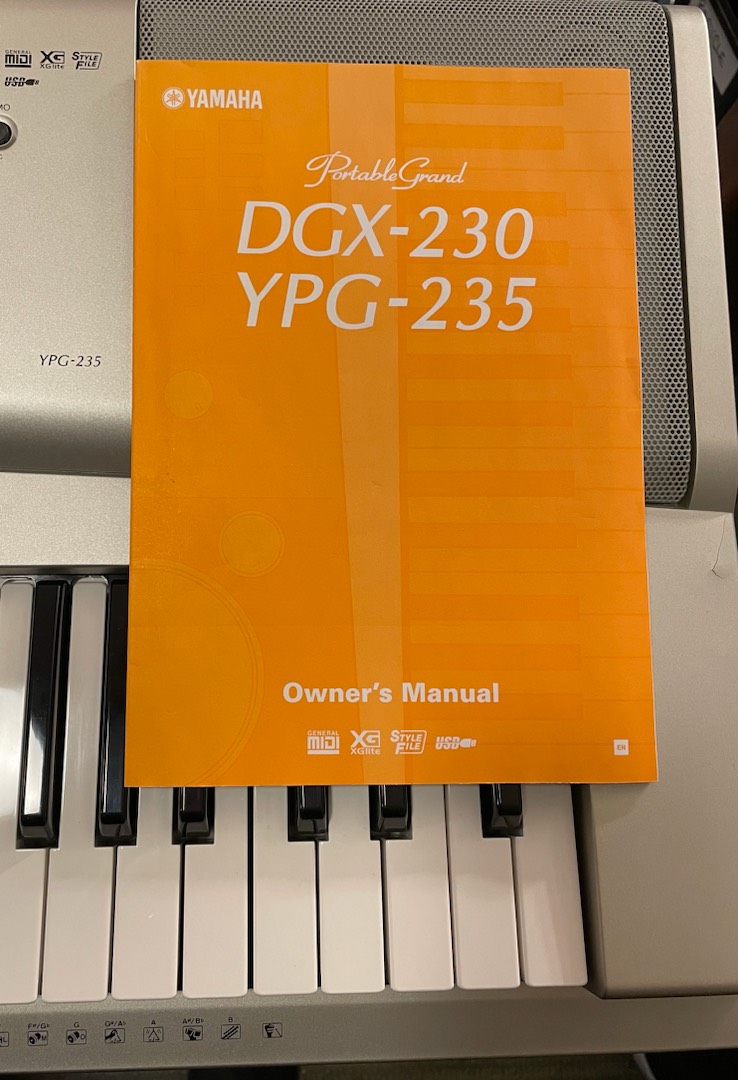 GENERAL
MIDI
XG
XGlite
STYLE
FILE
USB
YPG-235
YAMAHA
PortableGrand
DGX-230
YPG-235
Owner's Manual
GENERAL
MIDI
XG
XGlite
STYLE
FILE
USB
EN
F#/G♭
G
G#/A♭
A
A#/B♭
B
M
D